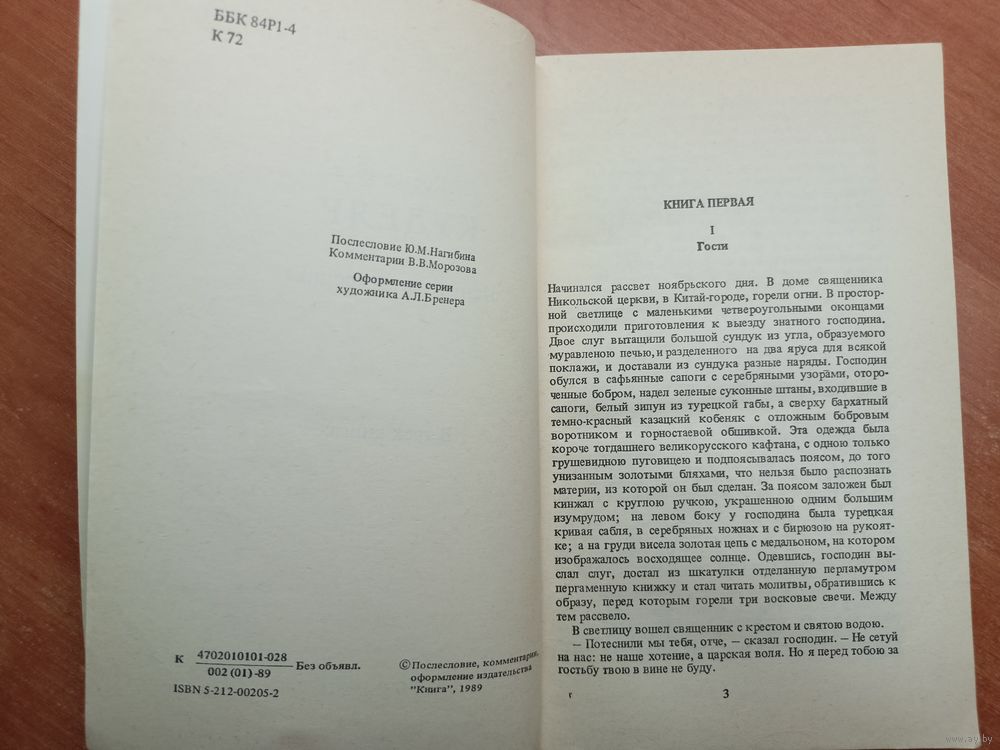 ББК 84Р1-4
К 72
Послесловие Ю.М.Нагибина
Комментарии В.В.Морозова
Оформление серии
художника А.Л.Бренера
К 4702010101-028
002 (01)-89
Без объявл.
ISBN 5-212-00205-2
©Послесловие, комментарии,
оформление издательства
"Книга", 1989
КНИГА ПЕРВАЯ
I
Гости
Начинался рассвет ноябрьского дня. В доме священника
Никольской церкви, в Китай-городе, горели огни. В простор-
ной светлице с маленькими четвероугольными оконцами
происходили приготовления к выезду знатного господина.
Двое слуг вытащили большой сундук из угла, образуемого
муравленою печью, и разделенного на два яруса для всякой
поклажи, и доставали из сундука разные наряды. Господин
обулся в сафьянные сапоги с серебряными узорами, оторо-
ченные бобром, надел зеленые суконные штаны, входившие в
сапоги, белый зипун из турецкой габы, а сверху бархатный
темно-красный казацкий кобеняк с отложным бобровым
воротником и горностаевой обшивкой. Эта одежда была
короче тогдашнего великорусского кафтана, с одною только
грушевидною пуговицею и подпоясывалась поясом, до того
унизанным золотыми бляхами, что нельзя было распознать
материи, из которой он был сделан. За поясом заложен был
кинжал с круглою ручкою, украшенною одним большим
изумрудом; на левом боку у господина была турецкая
кривая сабля, в серебряных ножнах и с бирюзою на рукоят-
ке; а на груди висела золотая цепь с медальоном, на котором
изображалось восходящее солнце. Одевшись, господин вы-
слал слуг, достал из шкатулки отделанную перламутром
пергаменную книжку и стал читать молитвы, обратившись к
образу, перед которым горели три восковые свечи. Между
тем рассвело.
В светлицу вошел священник с крестом и святою водою.
— Потеснили мы тебя, отче, — сказал господин. — Не сетуй
на нас: не наше хотение, а царская воля. Но я перед тобою за
гостьбу твою в вине не буду.
3
www.ay.by